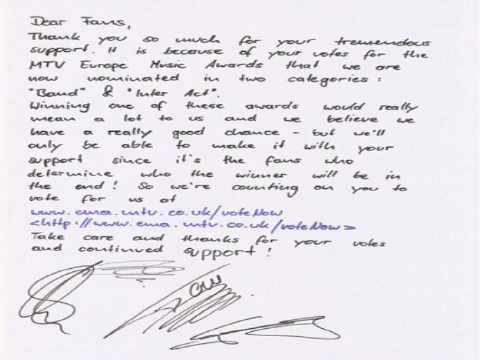 Dear Fans,
Thank you so much for your tremendous
support. It is because of your votes for the
MTV Europe Music Awards that we are
now nominated in two categories:
"Band" & "Inter Act".
Winning one of these awards would really
mean a lot to us and we believe we
have a really good chance - but we'll
only be able to make it with your
support since it's the fans who
determine who the winner will be in
the end! So we're counting on you to
vote for us at
www.ema.mtv.co.uk/voteNow
<http://www.ema.mtv.co.uk/voteNow>
Take care and thanks for your votes
and continued support!